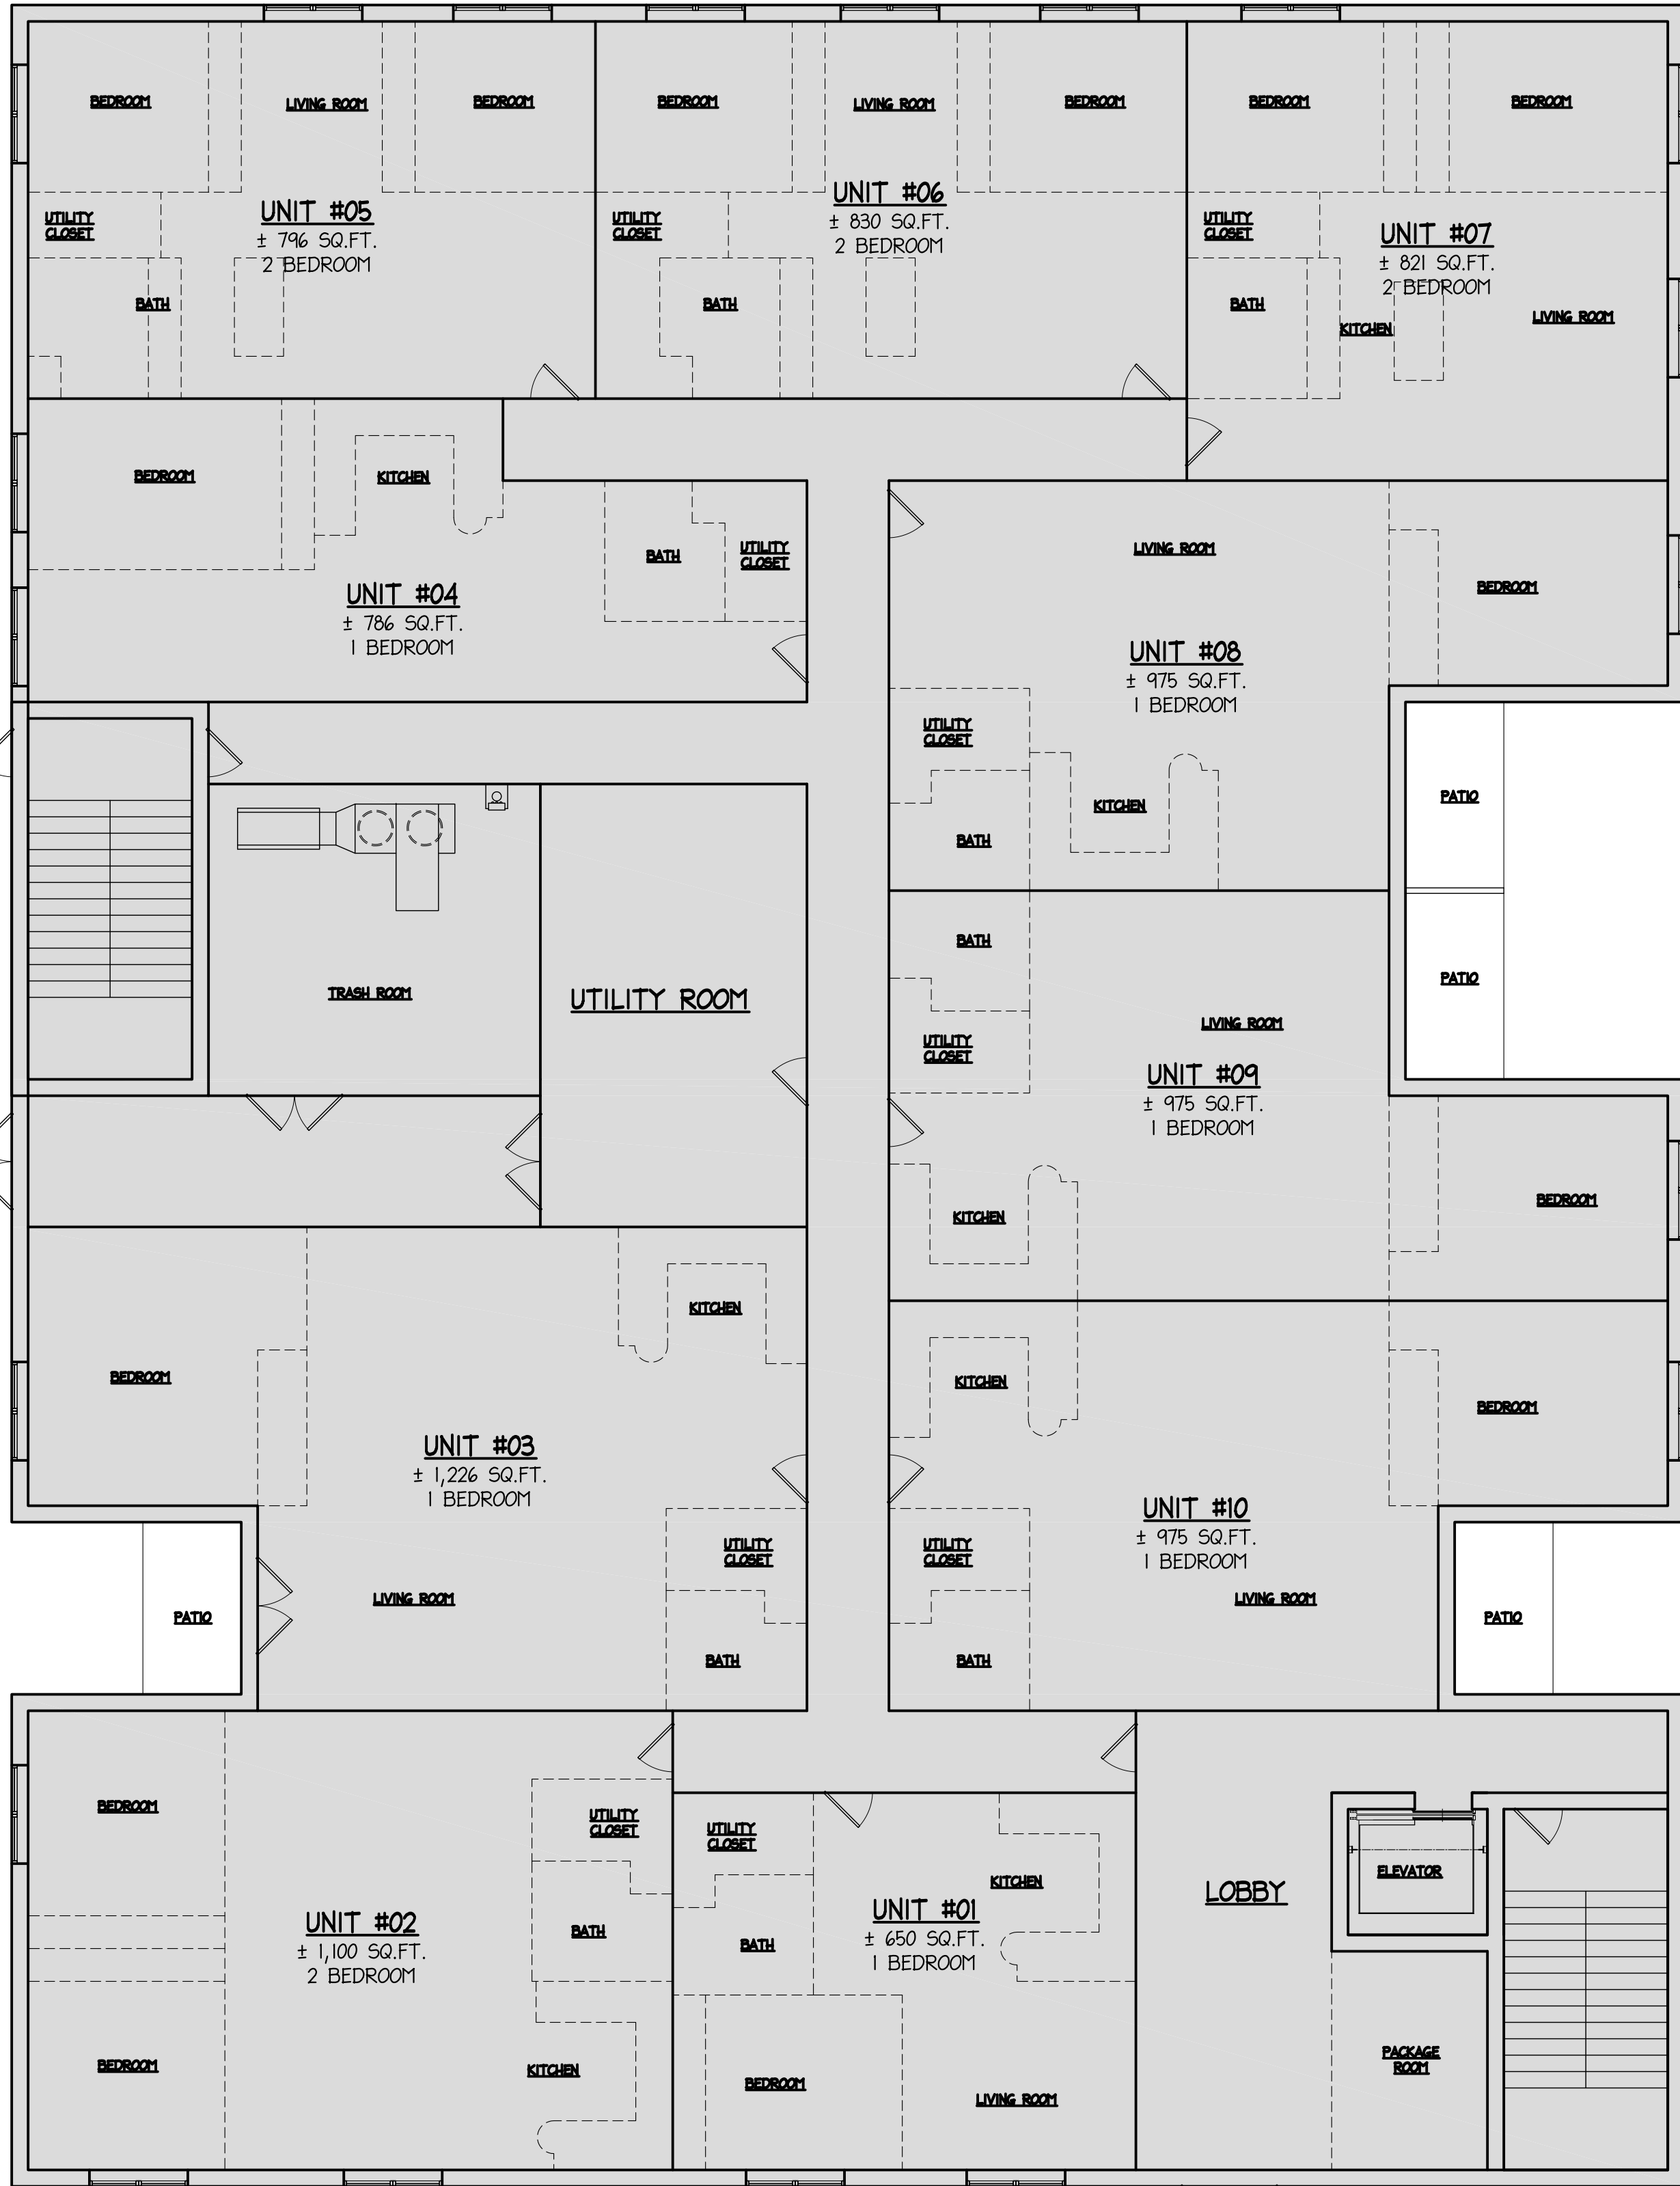 BEDROOM
LIVING ROOM
BEDROOM
UTILITY
CLOSET
UNIT #05
± 796 SQ.FT.
2 BEDROOM
BATH
BEDROOM
LIVING ROOM
BEDROOM
UTILITY
CLOSET
UNIT #06
± 830 SQ.FT.
2 BEDROOM
BATH
BEDROOM
BEDROOM
UTILITY
CLOSET
UNIT #07
± 821 SQ.FT.
2 BEDROOM
BATH
KITCHEN
LIVING ROOM
BEDROOM
KITCHEN
BATH
UTILITY
CLOSET
UNIT #04
± 786 SQ.FT.
1 BEDROOM
LIVING ROOM
BEDROOM
UNIT #08
± 975 SQ.FT.
1 BEDROOM
UTILITY
CLOSET
KITCHEN
BATH
PATIO
PATIO
TRASH ROOM
UTILITY ROOM
BATH
LIVING ROOM
UTILITY
CLOSET
UNIT #09
± 975 SQ.FT.
1 BEDROOM
BEDROOM
KITCHEN
KITCHEN
BEDROOM
UNIT #03
± 1,226 SQ.FT.
1 BEDROOM
UTILITY
CLOSET
LIVING ROOM
PATIO
BATH
KITCHEN
BEDROOM
UNIT #10
± 975 SQ.FT.
1 BEDROOM
UTILITY
CLOSET
LIVING ROOM
BATH
PATIO
BEDROOM
UTILITY
CLOSET
UNIT #02
± 1,100 SQ.FT.
2 BEDROOM
BATH
BEDROOM
KITCHEN
UTILITY
CLOSET
KITCHEN
UNIT #01
± 650 SQ.FT.
1 BEDROOM
BATH
BEDROOM
LIVING ROOM
LOBBY
ELEVATOR
PACKAGE
ROOM